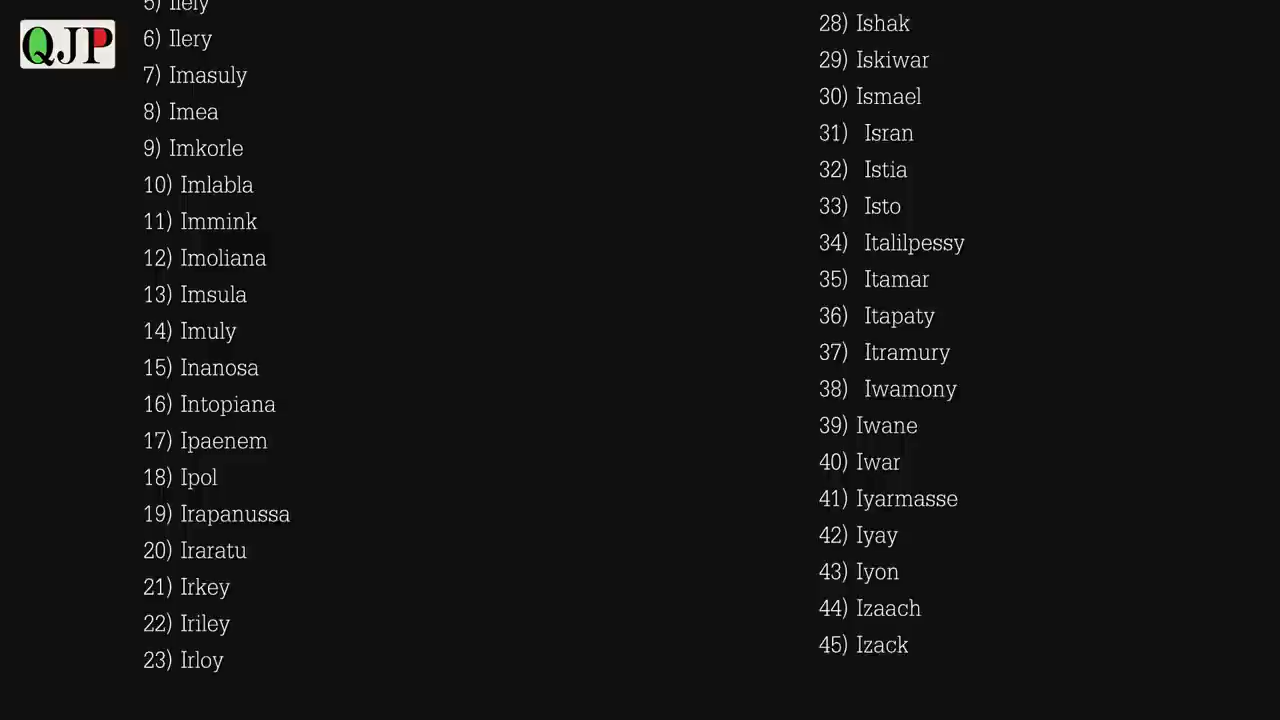 QJP
5) Ilely
6) Ilery
7) Imasuly
8) Imea
9) Imkorle
10) Imlabla
11) Immink
12) Imoliana
13) Imsula
14) Imuly
15) Inanosa
16) Intopiana
17) Ipaenem
18) Ipol
19) Irapanussa
20) Iraratu
21) Irkey
22) Iriley
23) Irloy
28) Ishak
29) Iskiwar
30) Ismael
31) Isran
32) Istia
33) Isto
34) Italilpessy
35) Itamar
36) Itapaty
37) Itramury
38) Iwamony
39) Iwane
40) Iwar
41) Iyarmasse
42) Iyay
43) Iyon
44) Izaach
45) Izack